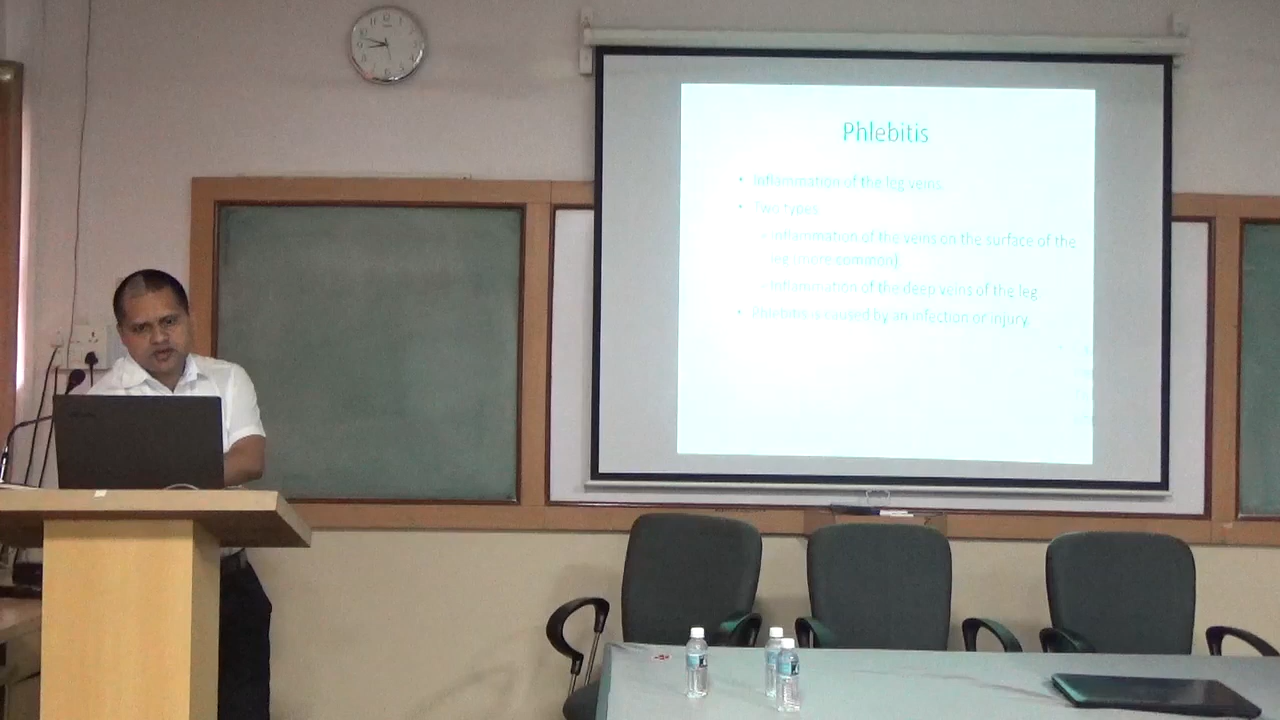 Phlebitis
• Inflammation of the leg veins
• Two types
- Inflammation of the veins on the surface of the
leg (more common)
- Inflammation of the deep veins of the leg
• Phlebitis is caused by an infection or injury.